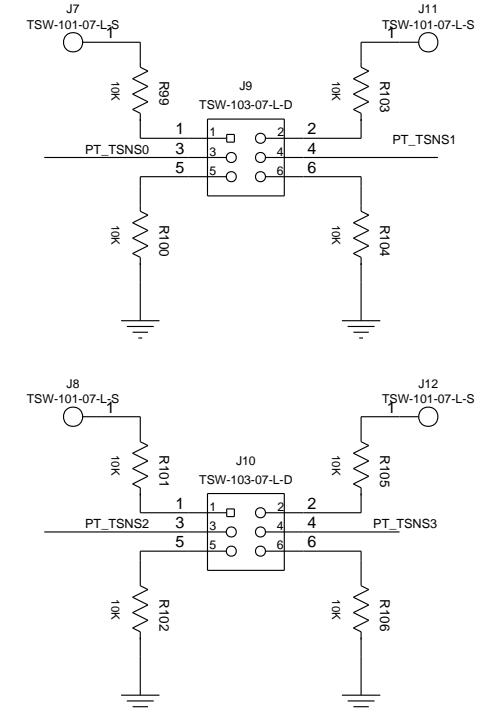 J7
TSW-101-07-L-S
1
J11
TSW-101-07-L-S
1
10K
R99
J9
TSW-103-07-L-D
10K
R103
1
1
2
2
PT_TSNS0
3
3
4
4
PT_TSNS1
5
5
6
6
10K
R100
10K
R104
J8
TSW-101-07-L-S
1
J12
TSW-101-07-L-S
1
10K
R101
J10
TSW-103-07-L-D
10K
R105
1
1
2
2
PT_TSNS2
3
3
4
4
PT_TSNS3
5
5
6
6
10K
R102
10K
R106